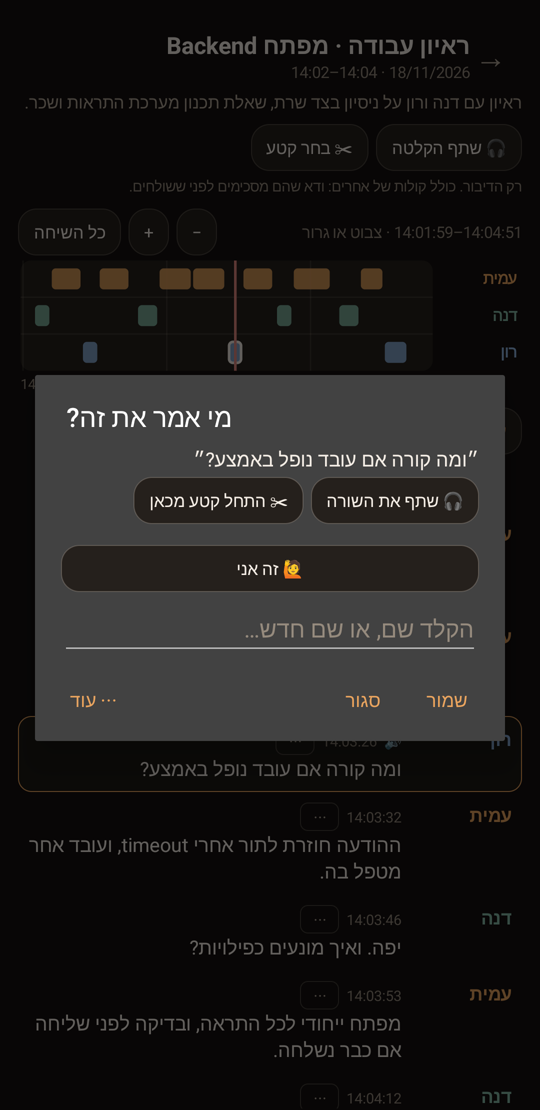 → ראיון עבודה · מפתח Backend
14:02–14:04 · 18/11/2026
ראיון עם דנה ורון על ניסיון בצד שרת, שאלת תכנון מערכת התראות ושכר.
🎧 שתף הקלטה ✂ בחר קטע
רק הדיבור. כולל קולות של אחרים: ודא שהם מסכימים לפני ששולחים.
14:01:59–14:04:51 · צבוט או גרור − + כל השיחה
עמית
דנה
רון
14
מי אמר את זה?
״ומה קורה אם עובד נופל באמצע?״
🎧 שתף את השורה ✂ התחל קטע מכאן
🙋 זה אני
הקלד שם, או שם חדש…
שמור סגור ⋯ עוד
רון 🔊 14:03:26 ⋯
ומה קורה אם עובד נופל באמצע?
עמית 14:03:32 ⋯
ההודעה חוזרת לתור אחרי timeout, ועובד אחר
מטפל בה.
דנה 14:03:46 ⋯
יפה. ואיך מונעים כפילויות?
עמית 14:03:53 ⋯
מפתח ייחודי לכל התראה, ובדיקה לפני שליחה
אם כבר נשלחה.
דנה 14:04:12 ⋯